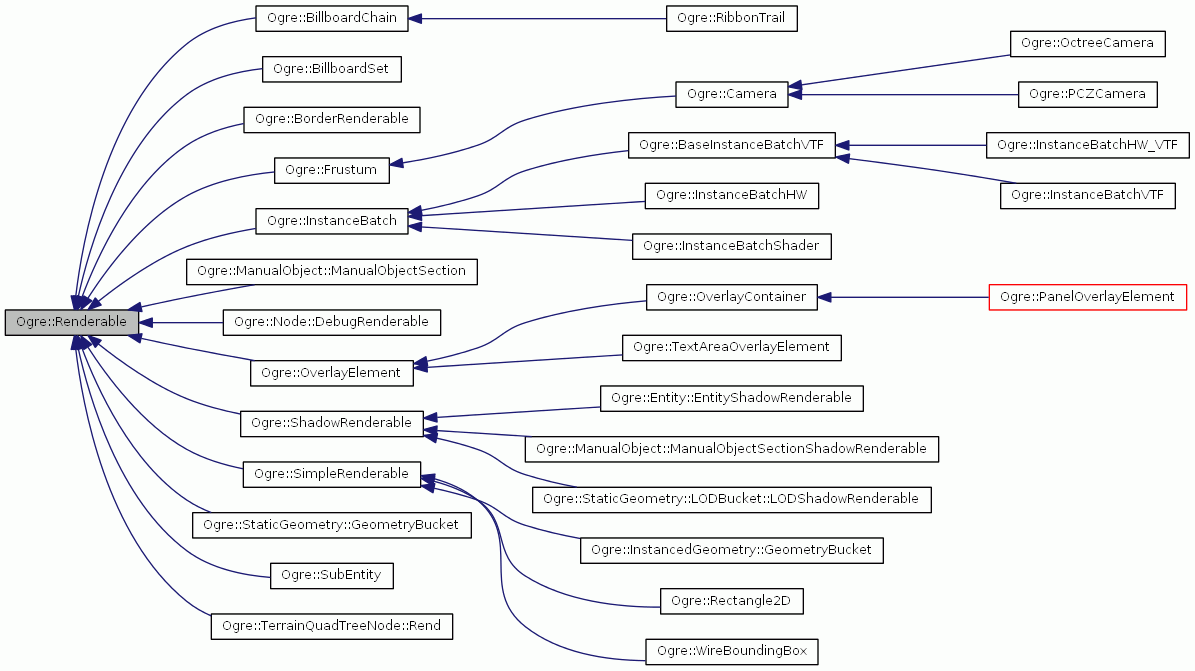 Ogre::Renderable
Ogre::BillboardChain
Ogre::RibbonTrail
Ogre::BillboardSet
Ogre::BorderRenderable
Ogre::Frustum
Ogre::Camera
Ogre::OctreeCamera
Ogre::PCZCamera
Ogre::InstanceBatch
Ogre::BaseInstanceBatchVTF
Ogre::InstanceBatchHW_VTF
Ogre::InstanceBatchVTF
Ogre::InstanceBatchHW
Ogre::InstanceBatchShader
Ogre::ManualObject::ManualObjectSection
Ogre::Node::DebugRenderable
Ogre::OverlayElement
Ogre::OverlayContainer
Ogre::PanelOverlayElement
Ogre::TextAreaOverlayElement
Ogre::ShadowRenderable
Ogre::Entity::EntityShadowRenderable
Ogre::ManualObject::ManualObjectSectionShadowRenderable
Ogre::StaticGeometry::LODBucket::LODShadowRenderable
Ogre::SimpleRenderable
Ogre::InstancedGeometry::GeometryBucket
Ogre::Rectangle2D
Ogre::WireBoundingBox
Ogre::StaticGeometry::GeometryBucket
Ogre::SubEntity
Ogre::TerrainQuadTreeNode::Rend